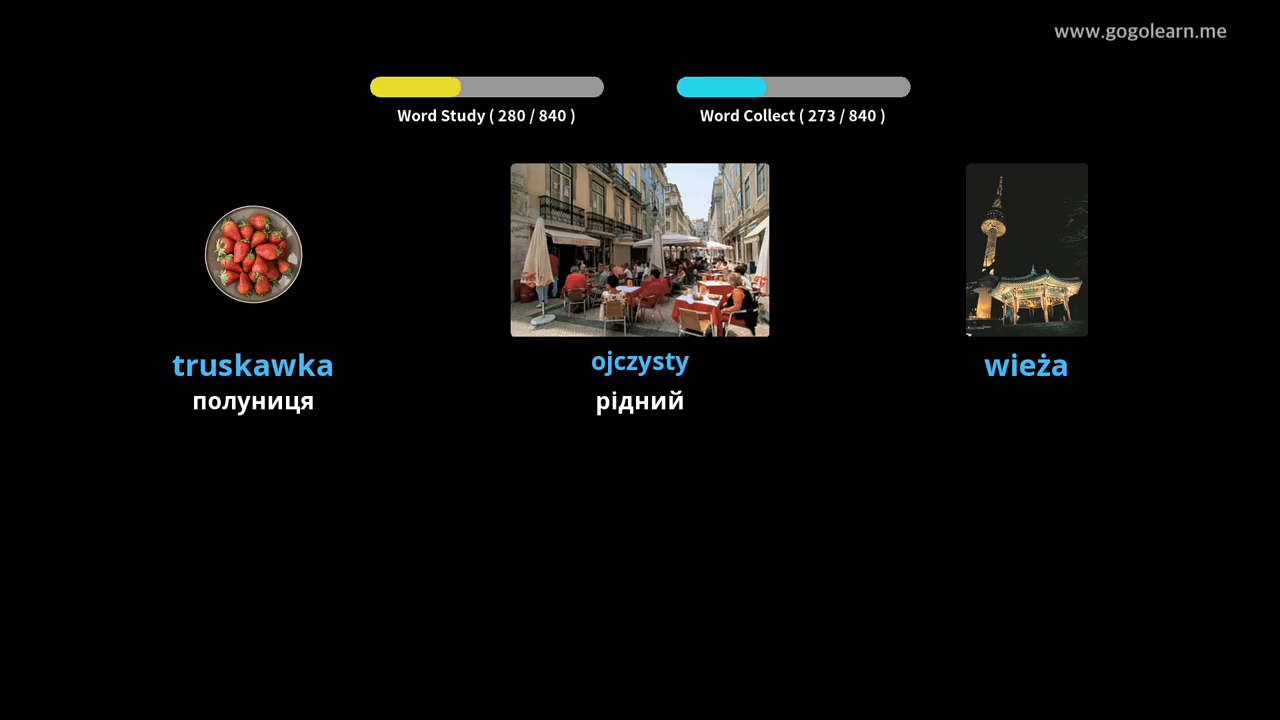 www.gogolearn.me
Word Study ( 280 / 840 )
Word Collect ( 273 / 840 )
truskawka
полуниця
ojczysty
рідний
wieża